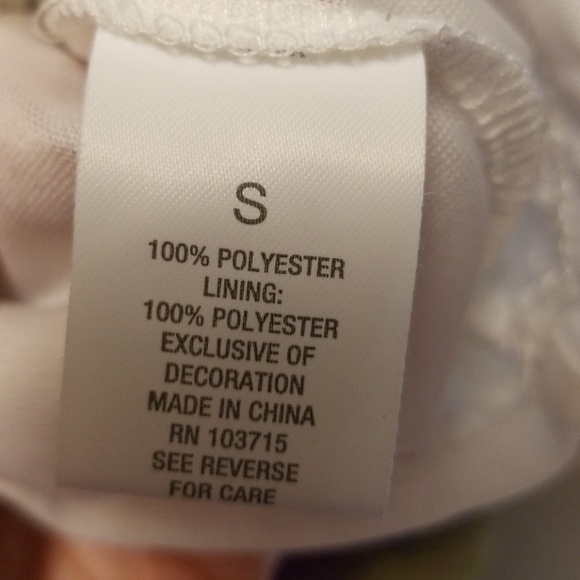 S
100% POLYESTER
LINING:
100% POLYESTER
EXCLUSIVE OF
DECORATION
MADE IN CHINA
RN 103715
SEE REVERSE
FOR CARE